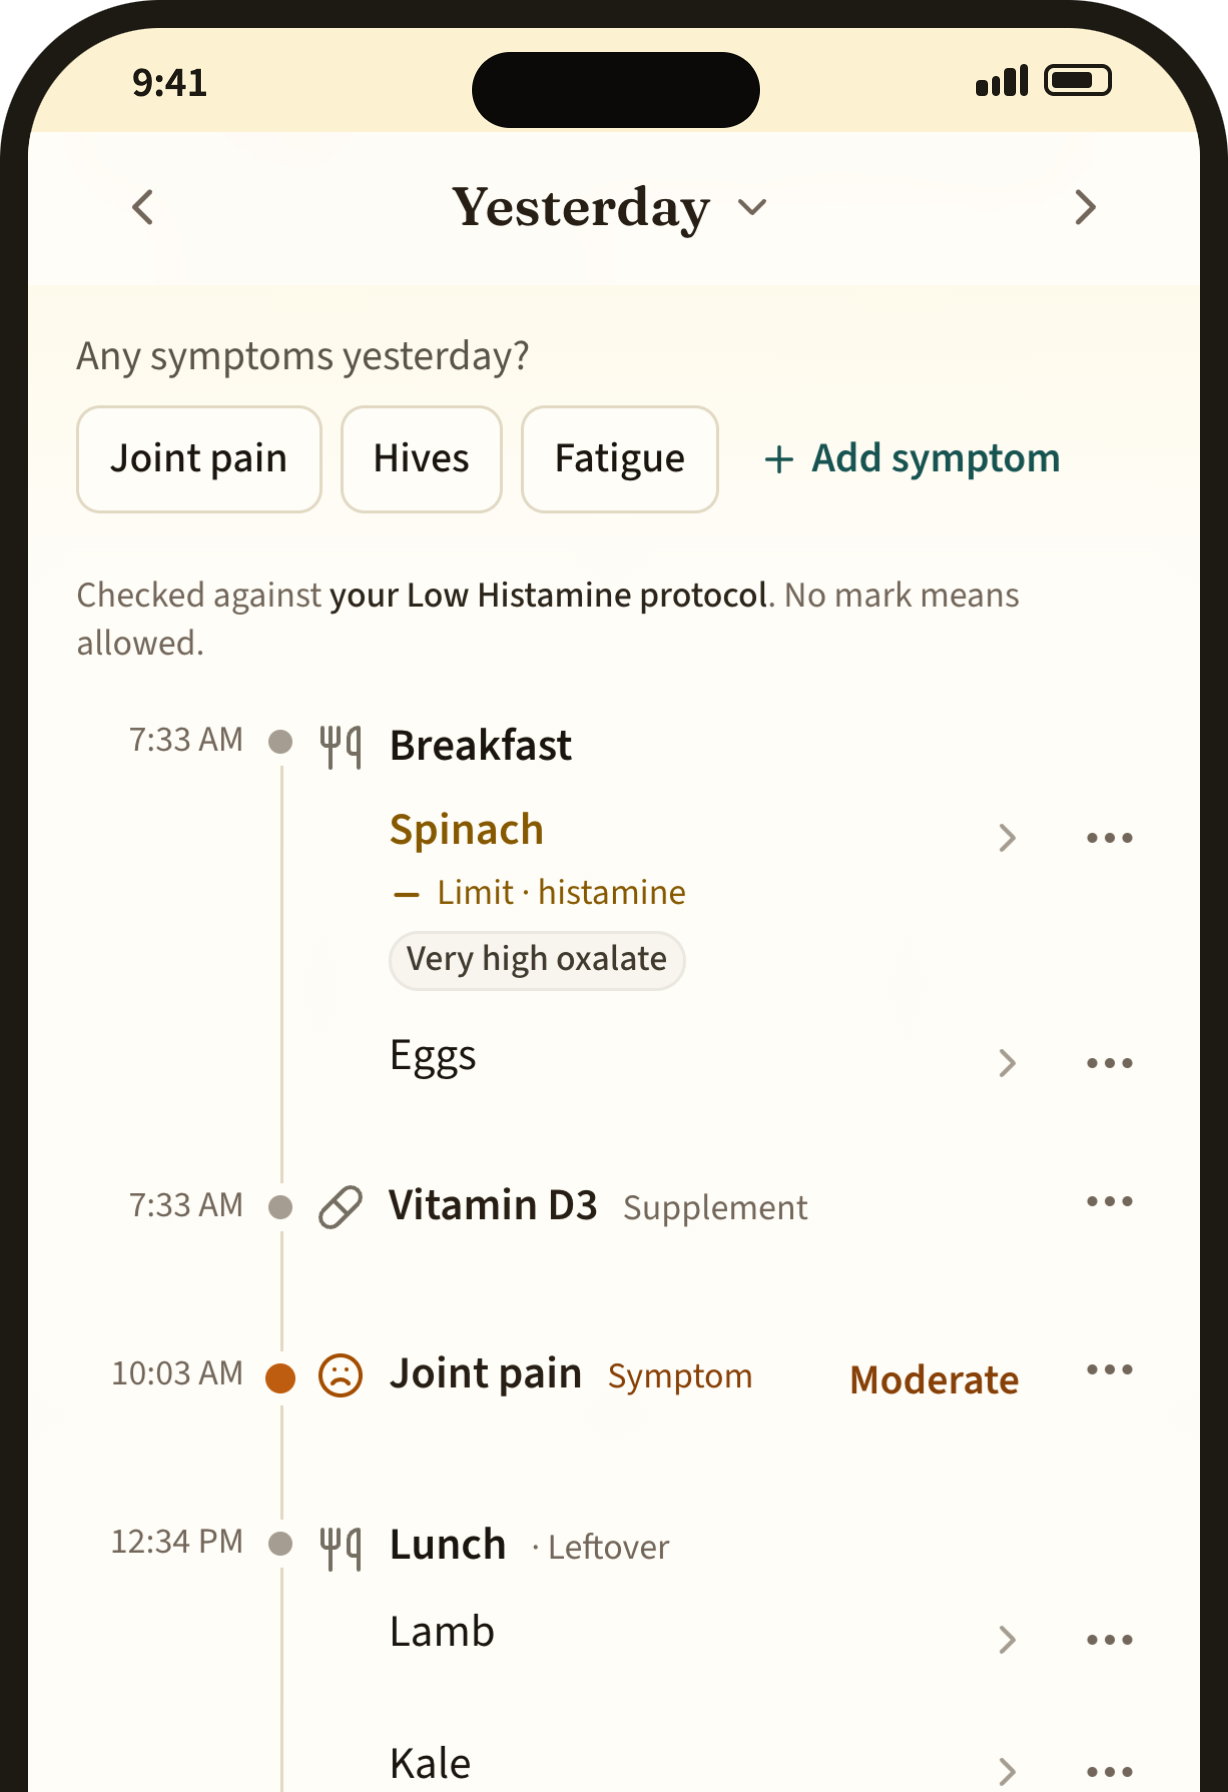 9:41
Yesterday
Any symptoms yesterday?
Joint pain
Hives
Fatigue
+ Add symptom
Checked against your Low Histamine protocol. No mark means
allowed.
7:33 AM
Breakfast
Spinach
– Limit · histamine
Very high oxalate
Eggs
7:33 AM
Vitamin D3 Supplement
10:03 AM
Joint pain Symptom Moderate
12:34 PM
Lunch · Leftover
Lamb
Kale